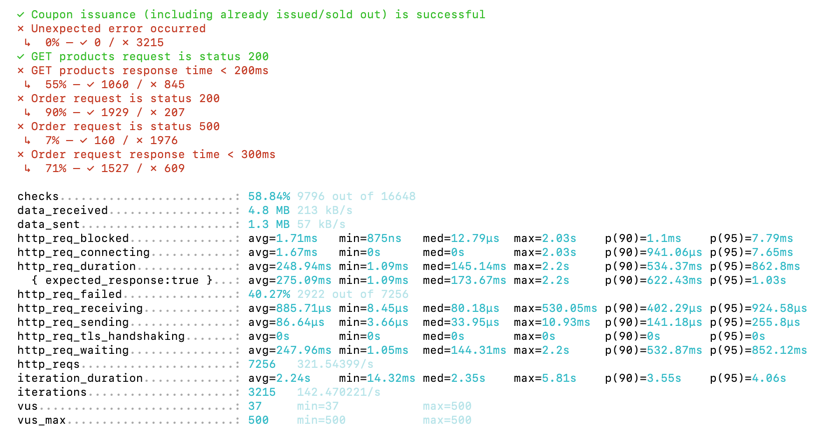 ✓ Coupon issuance (including already issued/sold out) is successful
✗ Unexpected error occurred
↳  0% — ✓ 0 / ✗ 3215
✓ GET products request is status 200
✗ GET products response time < 200ms
↳  55% — ✓ 1060 / ✗ 845
✗ Order request is status 200
↳  90% — ✓ 1929 / ✗ 207
✗ Order request is status 500
↳  7% — ✓ 160 / ✗ 1976
✗ Order request response time < 300ms
↳  71% — ✓ 1527 / ✗ 609
checks.........................: 58.84% 9796 out of 16648
data_received..................: 4.8 MB 213 kB/s
data_sent......................: 1.3 MB 57 kB/s
http_req_blocked...............: avg=1.71ms   min=875ns   med=12.79µs  max=2.03s    p(90)=1.1ms    p(95)=7.79ms
http_req_connecting............: avg=1.67ms   min=0s      med=0s       max=2.03s    p(90)=941.06µs p(95)=7.65ms
http_req_duration..............: avg=248.94ms min=1.09ms  med=145.14ms max=2.2s     p(90)=534.37ms p(95)=862.8ms
{ expected_response:true }...: avg=275.09ms min=1.09ms  med=173.67ms max=2.2s     p(90)=622.43ms p(95)=1.03s
http_req_failed................: 40.27% 2922 out of 7256
http_req_receiving.............: avg=885.71µs min=8.45µs  med=80.18µs  max=530.05ms p(90)=402.29µs p(95)=924.58µs
http_req_sending...............: avg=86.64µs  min=3.66µs  med=33.95µs  max=10.93ms  p(90)=141.18µs p(95)=255.8µs
http_req_tls_handshaking.......: avg=0s       min=0s      med=0s       max=0s       p(90)=0s       p(95)=0s
http_req_waiting...............: avg=247.96ms min=1.05ms  med=144.31ms max=2.2s     p(90)=532.87ms p(95)=852.12ms
http_reqs......................: 7256   321.54399/s
iteration_duration.............: avg=2.24s    min=14.32ms med=2.35s    max=5.81s    p(90)=3.55s    p(95)=4.06s
iterations.....................: 3215   142.470221/s
vus............................: 37     min=37            max=500
vus_max........................: 500    min=500           max=500